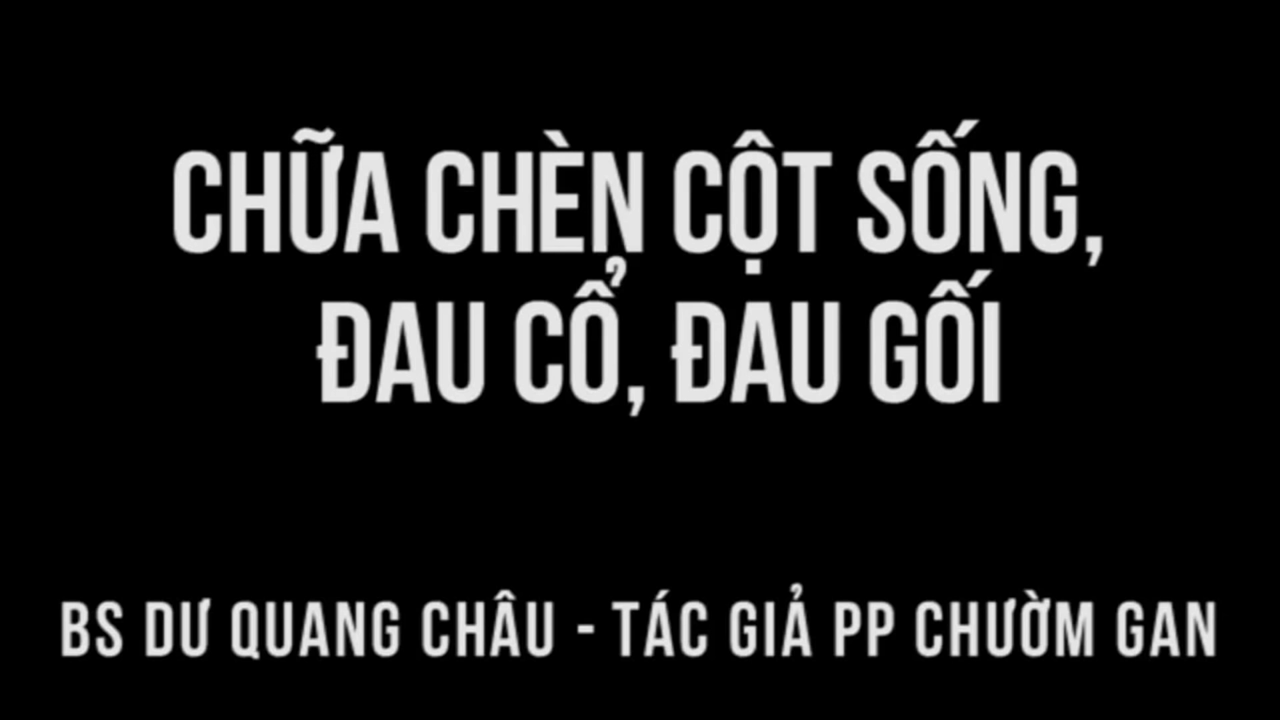 CHỮA CHÈN CỘT SỐNG,
ĐAU CỔ, ĐAU GỐI
BS DƯ QUANG CHÂU - TÁC GIẢ PP CHƯỜM GAN